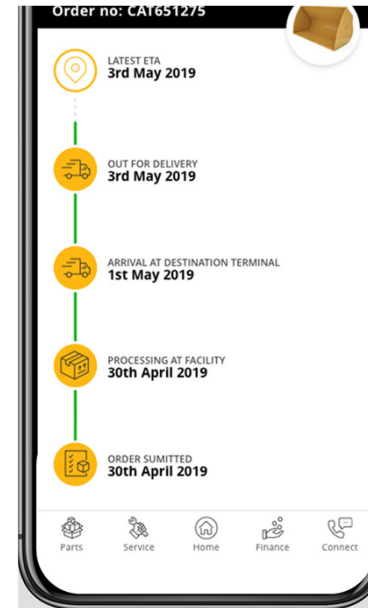 Order no: CAT651275
LATEST ETA
3rd May 2019
OUT FOR DELIVERY
3rd May 2019
ARRIVAL AT DESTINATION TERMINAL
1st May 2019
PROCESSING AT FACILITY
30th April 2019
ORDER SUMITTED
30th April 2019
Parts Service Home Finance Connect